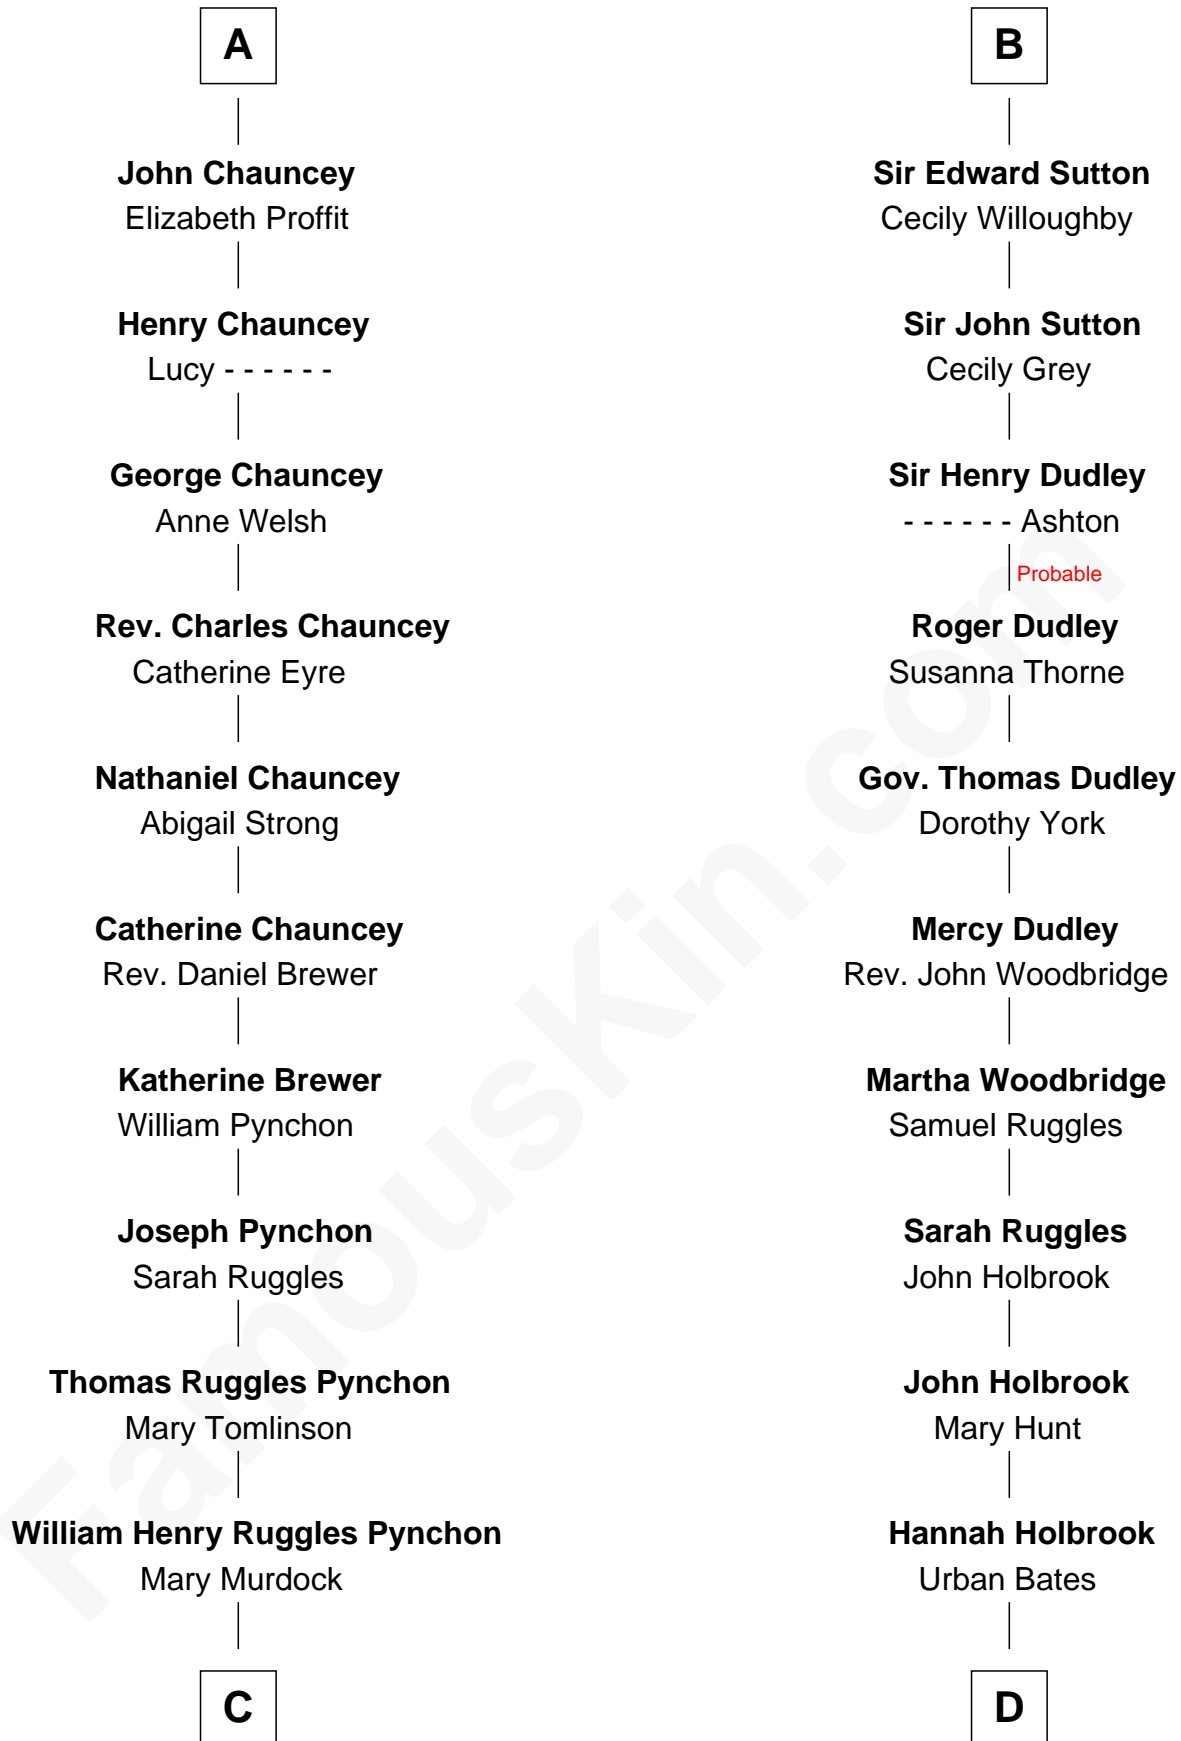 A
John Chauncey
Elizabeth Proffit
Henry Chauncey
Lucy - - - - - -
George Chauncey
Anne Welsh
Rev. Charles Chauncey
Catherine Eyre
Nathaniel Chauncey
Abigail Strong
Catherine Chauncey
Rev. Daniel Brewer
Katherine Brewer
William Pynchon
Joseph Pynchon
Sarah Ruggles
Thomas Ruggles Pynchon
Mary Tomlinson
William Henry Ruggles Pynchon
Mary Murdock
C
B
Sir Edward Sutton
Cecily Willoughby
Sir John Sutton
Cecily Grey
Sir Henry Dudley
- - - - - - Ashton
Probable
Roger Dudley
Susanna Thorne
Gov. Thomas Dudley
Dorothy York
Mercy Dudley
Rev. John Woodbridge
Martha Woodbridge
Samuel Ruggles
Sarah Ruggles
John Holbrook
John Holbrook
Mary Hunt
Hannah Holbrook
Urban Bates
D
FamousKin.com